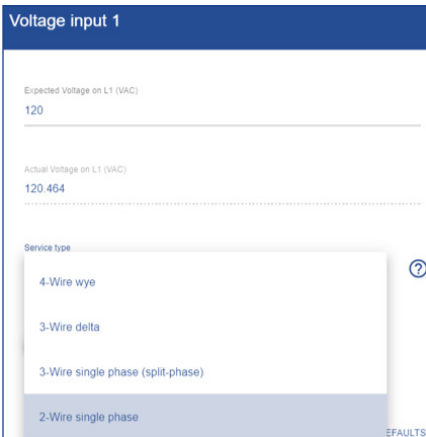 Voltage input 1
Expected Voltage on L1 (VAC)
120
Actual Voltage on L1 (VAC)
120.464
Service type
?
4-Wire wye
3-Wire delta
3-Wire single phase (split-phase)
2-Wire single phase
EFAULTS